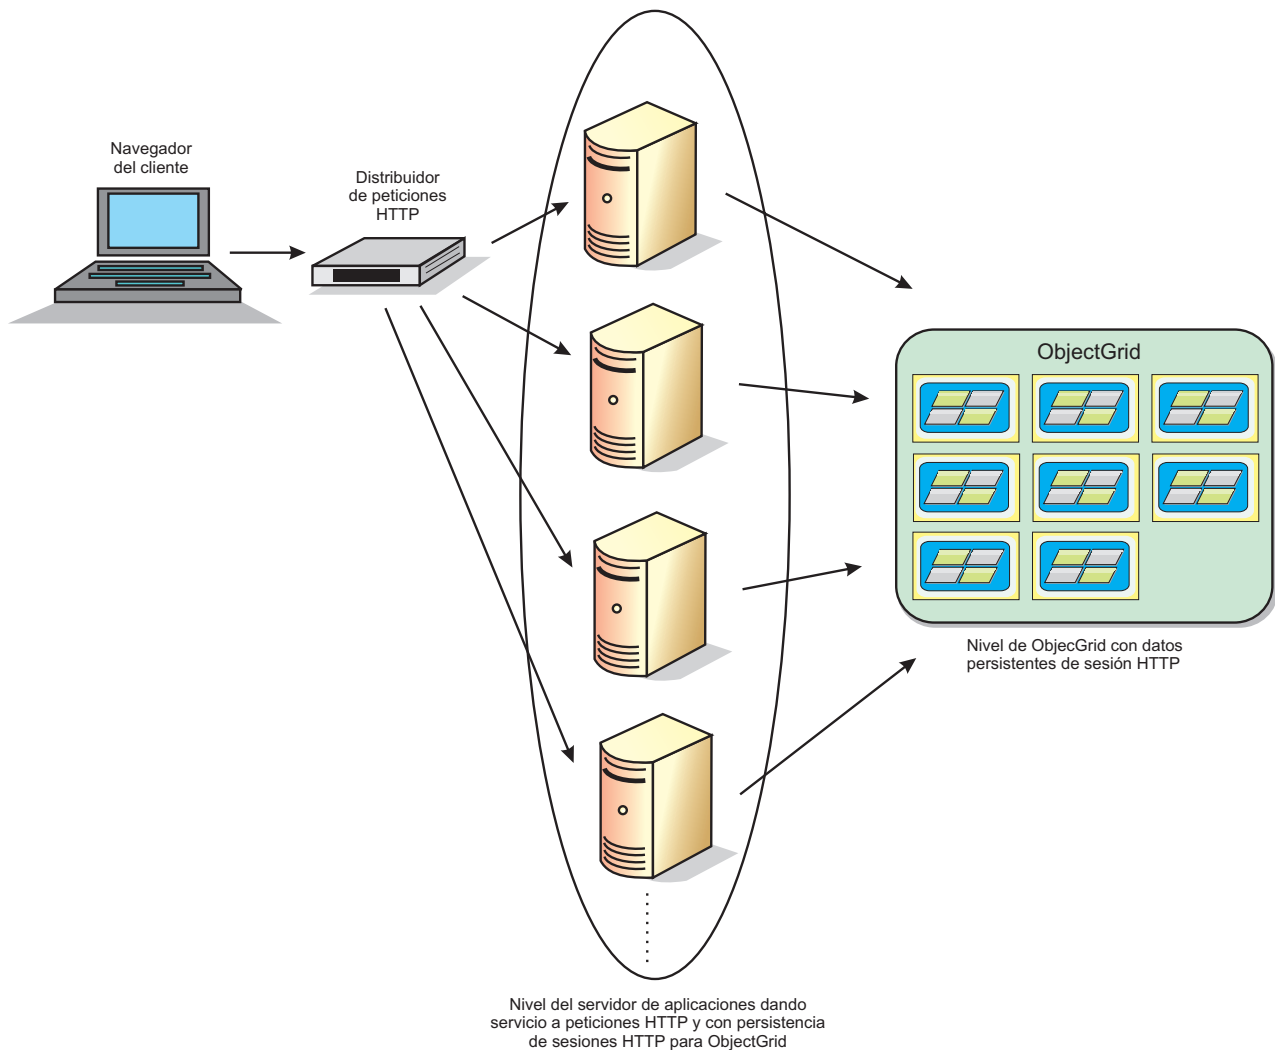 Navegador
del cliente
Distribuidor
de peticiones
HTTP
ObjectGrid
Nivel de ObjecGrid con datos
persistentes de sesión HTTP
Nivel del servidor de aplicaciones dando
servicio a peticiones HTTP y con persistencia
de sesiones HTTP para ObjectGrid